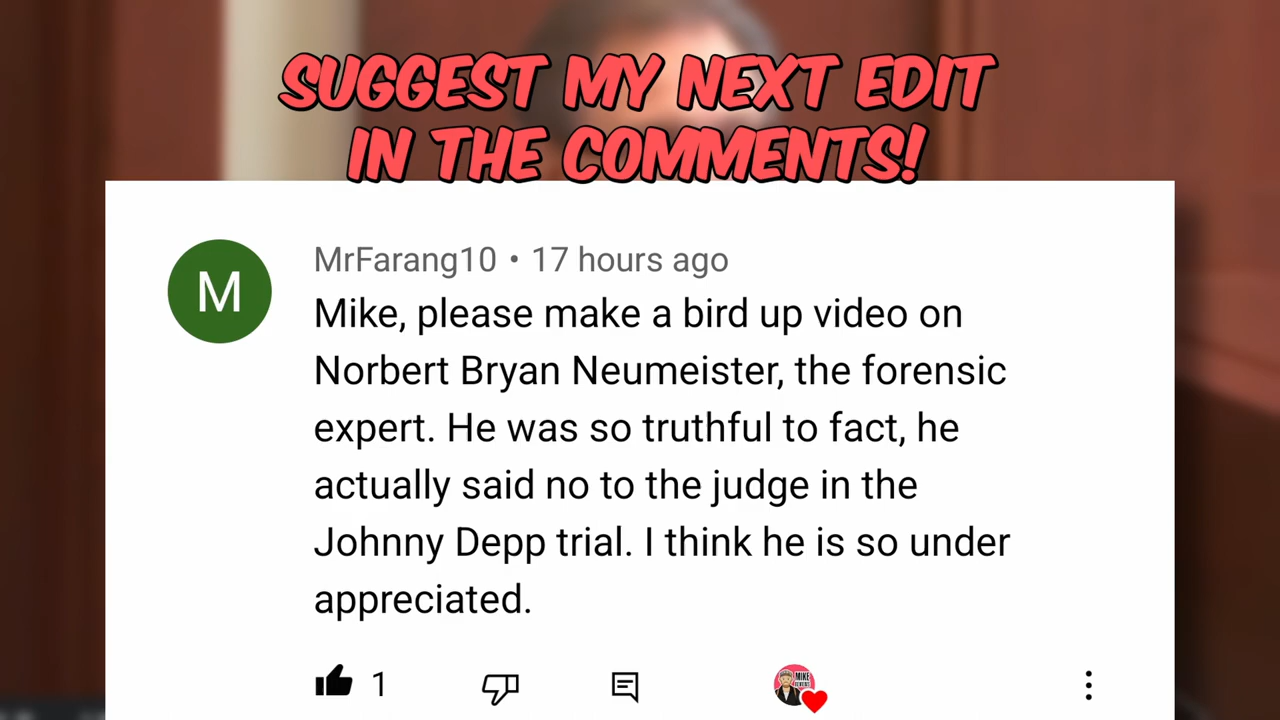 SUGGEST MY NEXT EDIT
IN THE COMMENTS!
M
MrFarang10 • 17 hours ago
Mike, please make a bird up video on
Norbert Bryan Neumeister, the forensic
expert. He was so truthful to fact, he
actually said no to the judge in the
Johnny Depp trial. I think he is so under
appreciated.
1
MIKE